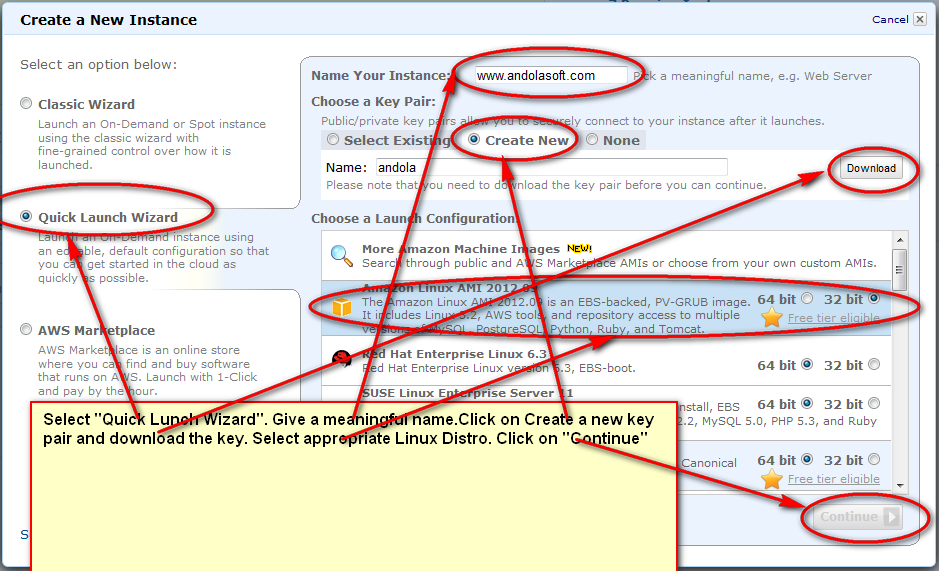 Create a New Instance
Cancel
Select an option below:
Classic Wizard
Launch an On-Demand or Spot instance
using the classic wizard with
fine-grained control over how it is
launched.
Quick Launch Wizard
Launch an On-Demand instance using
an editable, default configuration so that
you can get started in the cloud as
quickly as possible.
AWS Marketplace
AWS Marketplace is an online store
where you can find and buy software
that runs on AWS. Launch with 1-Click
and pay by the hour.
S
Name Your Instance: www.andolasoft.com Pick a meaningful name, e.g. Web Server
Choose a Key Pair:
Public/private key pairs allow you to securely connect to your instance after it launches.
Select Existing Create New None
Name: andola Download
Please note that you need to download the key pair before you can continue.
Choose a Launch Configuration:
More Amazon Machine Images NEW!
Search through public and AWS Marketplace AMIs or choose from your own custom AMIs.
Amazon Linux AMI 2012.09
The Amazon Linux AMI 2012.09 is an EBS-backed, PV-GRUB image. 64 bit 32 bit
It includes Linux 3.2, AWS tools, and repository access to multiple
versions of MySQL, PostgreSQL, Python, Ruby, and Tomcat. Free tier eligible
Red Hat Enterprise Linux 6.3
Red Hat Enterprise Linux version 6.3, EBS-boot. 64 bit 32 bit
SUSE Linux Enterprise Server 11
64 bit 32 bit
nstall, EBS
2.2, MySQL 5.0, PHP 5.3, and Ruby
Canonical 64 bit 32 bit
Free tier eligible
Continue
Select "Quick Lunch Wizard". Give a meaningful name.Click on Create a new key
pair and download the key. Select appropriate Linux Distro. Click on "Continue"